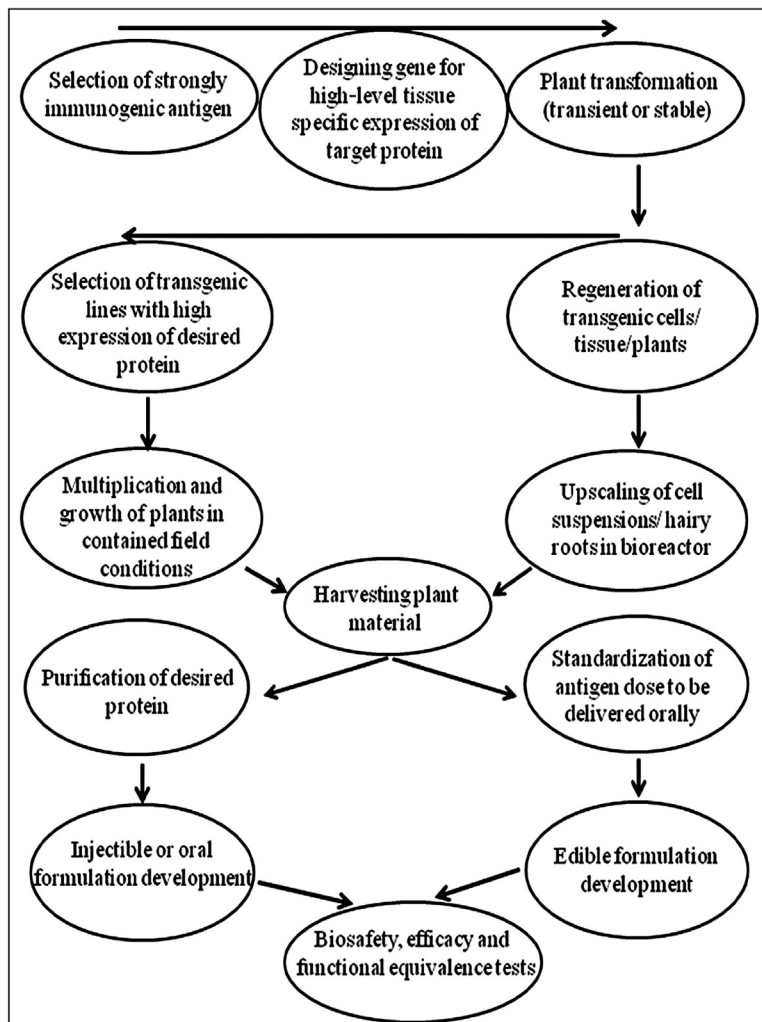 Selection of strongly
immunogenic antigen
Designing gene for
high-level tissue
specific expression of
target protein
Plant transformation
(transient or stable)
Selection of transgenic
lines with high
expression of desired
protein
Regeneration of
transgenic cells/
tissue/plants
Multiplication and
growth of plants in
contained field
conditions
Upscaling of cell
suspensions/ hairy
roots in bioreactor
Harvesting plant
material
Purification of desired
protein
Standardization of
antigen dose to be
delivered orally
Injectible or oral
formulation development
Edible formulation
development
Biosafety, efficacy and
functional equivalence tests